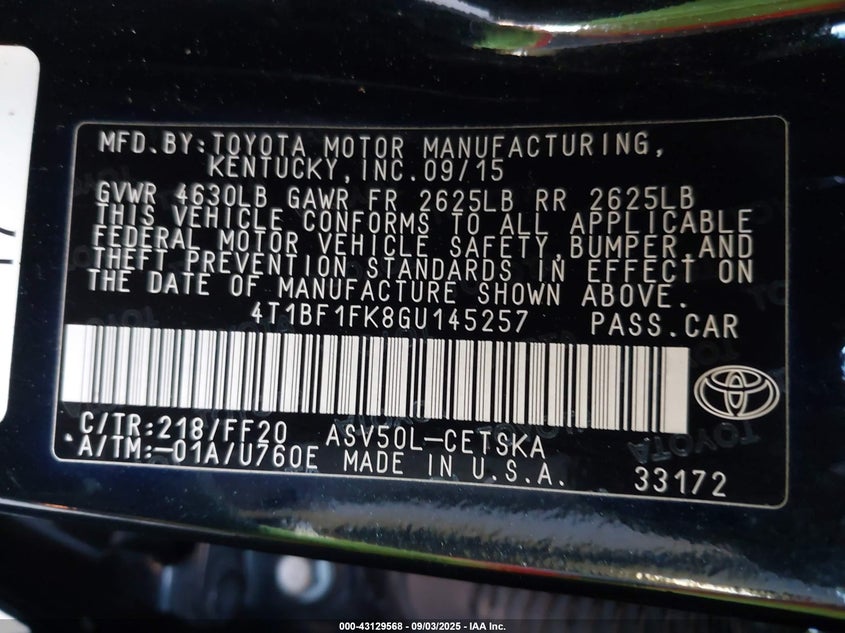 MFD.BY:TOYOTA MOTOR MANUFACTURING,
KENTUCKY,INC.09/15
GVWR 4630LB GAWR FR 2625LB RR 2625LB
THIS VEHICLE CONFORMS TO ALL APPLICABLE
FEDERAL MOTOR VEHICLE SAFETY,BUMPER,AND
THEFT PREVENTION STANDARDS IN EFFECT ON
THE DATE OF MANUFACTURE SHOWN ABOVE.
4T1BF1FK8GU145257 PASS.CAR
C/TR:218/FF20 ASV50L-CETSKA
A/TM:-01A/U760E MADE IN U.S.A. 33172
000-43129568 - 09/03/2025 - IAA Inc.